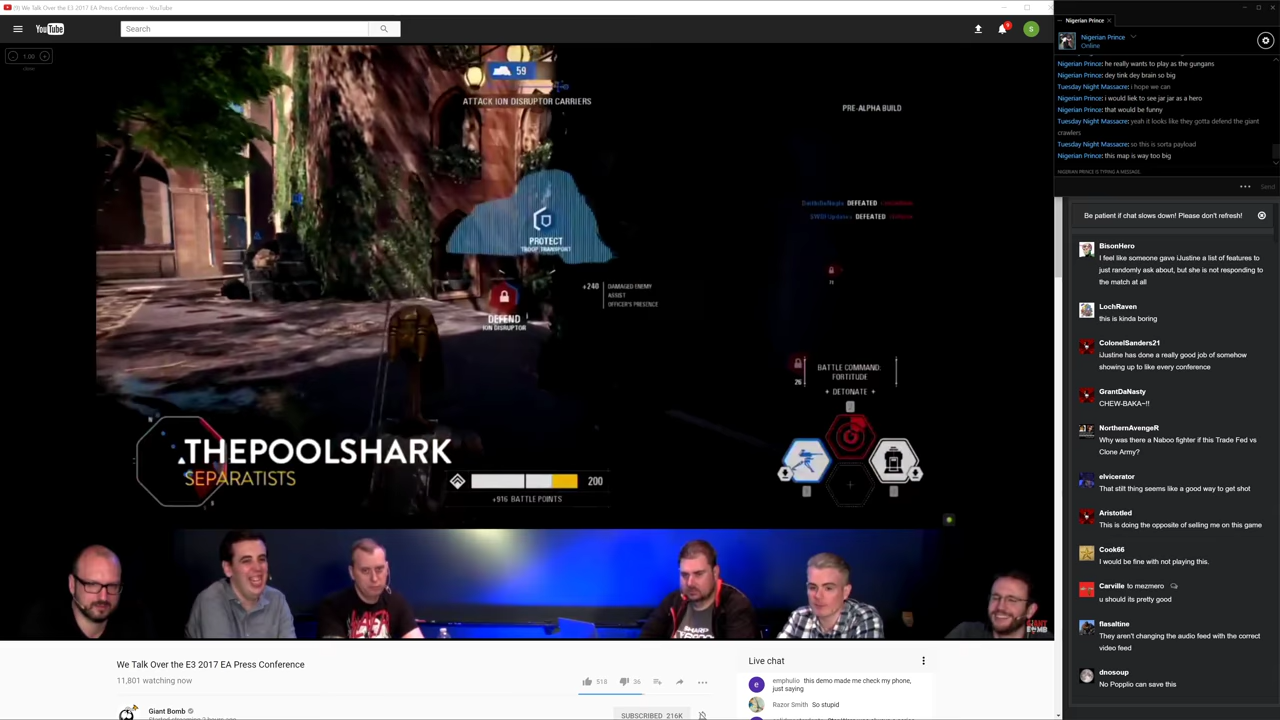 (9) We Talk Over the E3 2017 EA Press Conference - YouTube
YouTube
Search
9
S
1.00
close
59
ATTACK ION DISRUPTOR CARRIERS
PRE-ALPHA BUILD
DEFEATED
DEFEATED
PROTECT
TROOP TRANSPORT
DEFEND
ION DISRUPTOR
+240
DAMAGED ENEMY
ASSIST
OFFICER'S PRESENCE
26
BATTLE COMMAND:
FORTITUDE
+ DETONATE +
THEPOOLSHARK
SEPARATISTS
200
+916 BATTLE POINTS
GIANT
BOMB
We Talk Over the E3 2017 EA Press Conference
11,801 watching now
518
36
Giant Bomb
SUBSCRIBED 216K
Live chat
e
emphulio this demo made me check my phone,
just saying
Razor Smith So stupid
Nigerian Prince
Nigerian Prince
Online
Nigerian Prince: he really wants to play as the gungans
Nigerian Prince: dey tink dey brain so big
Tuesday Night Massacre: i hope we can
Nigerian Prince: i would liek to see jar jar as a hero
Nigerian Prince: that would be funny
Tuesday Night Massacre: yeah it looks like they gotta defend the giant
crawlers
Tuesday Night Massacre: so this is sorta payload
Nigerian Prince: this map is way too big
NIGERIAN PRINCE IS TYPING A MESSAGE.
Send
Be patient if chat slows down! Please don't refresh!
BisonHero
I feel like someone gave iJustine a list of features to
just randomly ask about, but she is not responding to
the match at all
LochRaven
this is kinda boring
ColonelSanders21
iJustine has done a really good job of somehow
showing up to like every conference
GrantDaNasty
CHEW-BAKA~!!
NorthernAvengeR
Why was there a Naboo fighter if this Trade Fed vs
Clone Army?
elvicerator
That stilt thing seems like a good way to get shot
Aristotled
This is doing the opposite of selling me on this game
Cook66
I would be fine with not playing this.
Carville to mezmero
u should its pretty good
flasaltine
They aren't changing the audio feed with the correct
video feed
dnosoup
No Popplio can save this